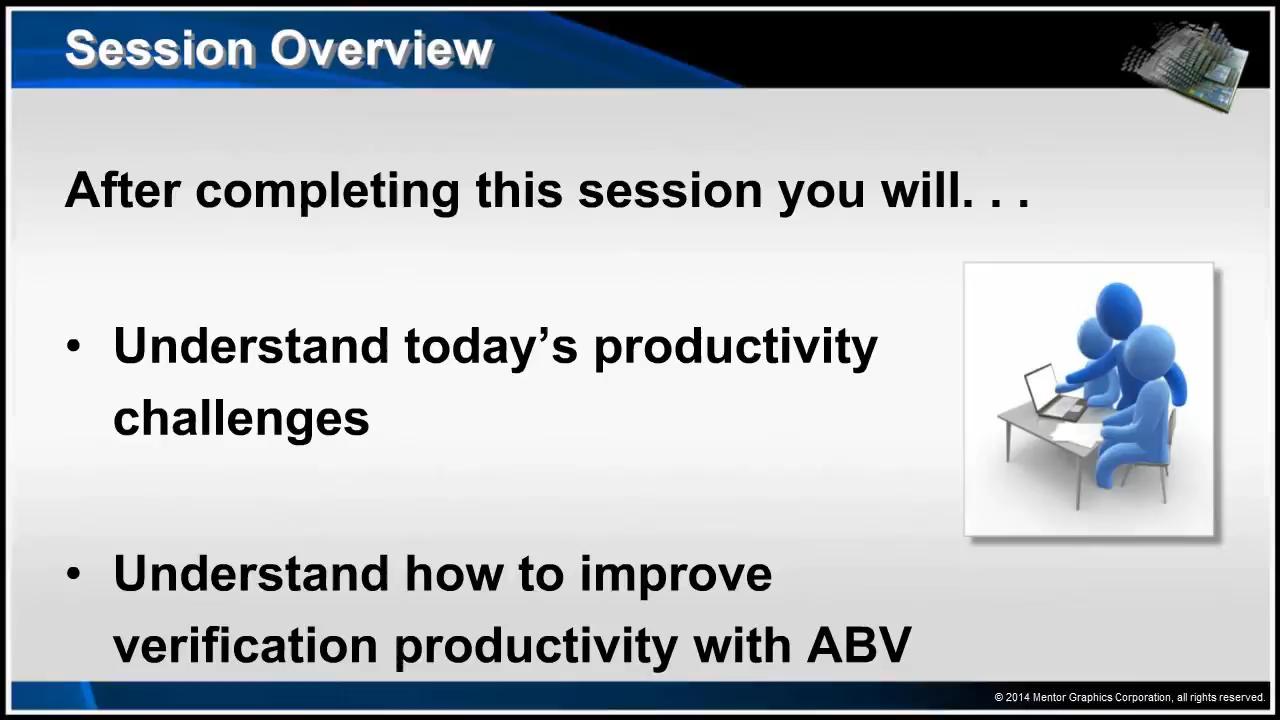 Session Overview
After completing this session you will. . .
• Understand today’s productivity
challenges
• Understand how to improve
verification productivity with ABV
© 2014 Mentor Graphics Corporation, all rights reserved.